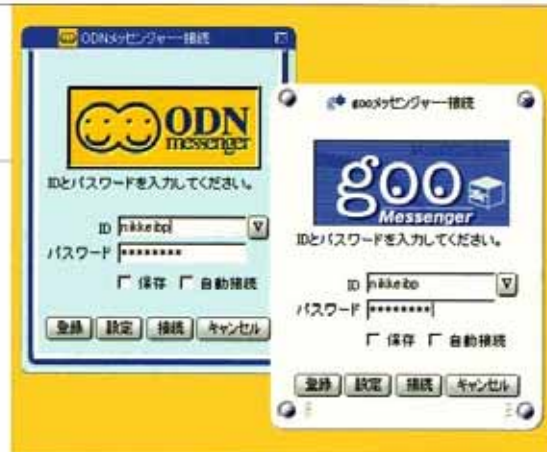 ODNメッセンジャー接続
ODN
messenger
IDとパスワードを入力してください。
ID nikkeibp
パスワード ********
保存 自動接続
登録 設定 接続 キャンセル
gooメッセンジャー接続
goo
Messenger
IDとパスワードを入力してください。
ID nikkeibp
パスワード ********
保存 自動接続
登録 設定 接続 キャンセル